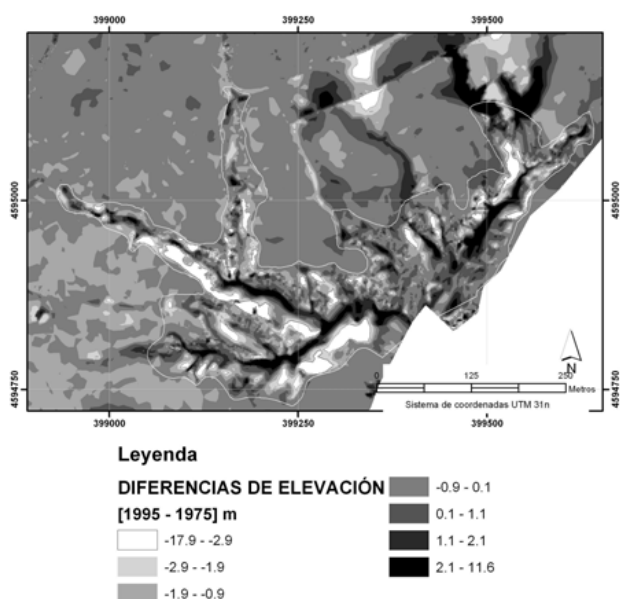 399000 399250 399500
4595000 4595000
4594750 4594750
N
0 125 250
Metros
Sistema de coordenadas UTM 31n
399000 399250 399500
Leyenda
DIFERENCIAS DE ELEVACIÓN
[1995 - 1975] m
-17.9 - -2.9
-2.9 - -1.9
-1.9 - -0.9
-0.9 - 0.1
0.1 - 1.1
1.1 - 2.1
2.1 - 11.6